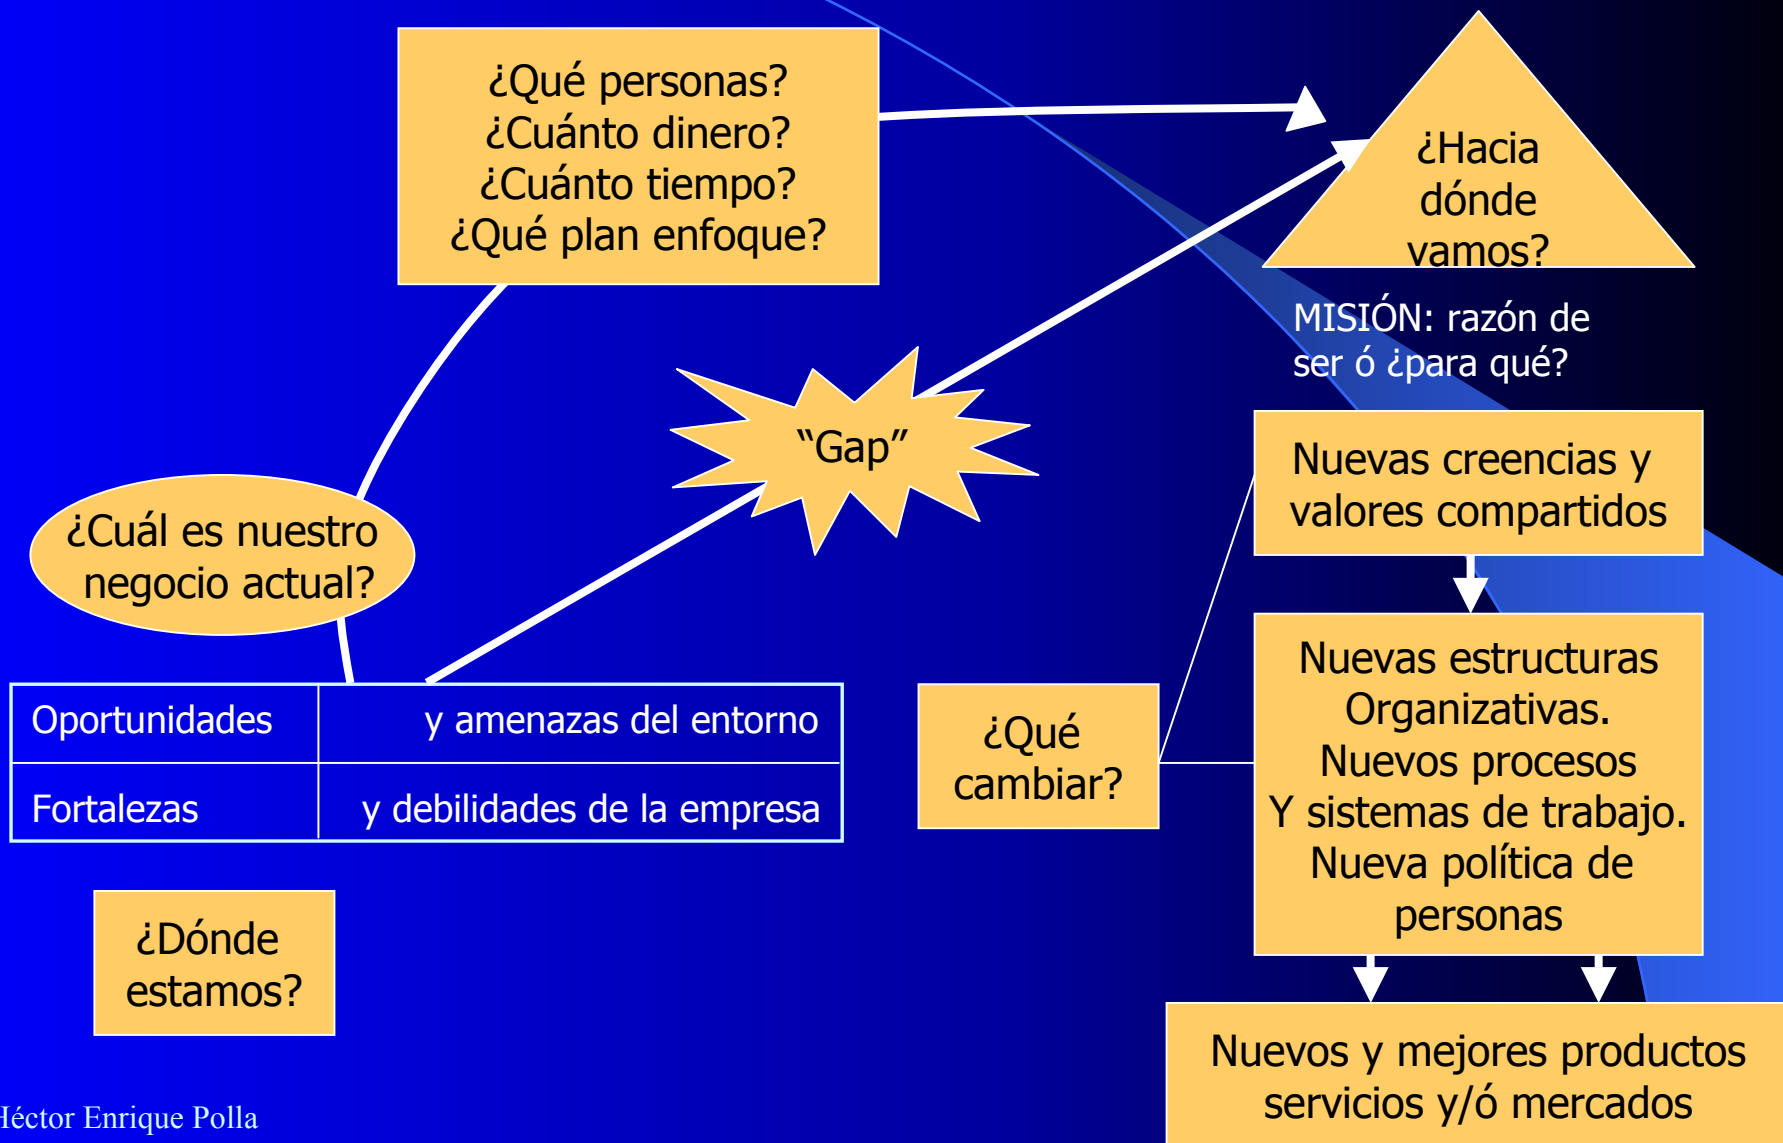 ¿Qué personas?
¿Cuánto dinero?
¿Cuánto tiempo?
¿Qué plan enfoque?
¿Hacia
dónde
vamos?
MISIÓN: razón de
ser ó ¿para qué?
“Gap”
¿Cuál es nuestro
negocio actual?
Oportunidades y amenazas del entorno
Fortalezas y debilidades de la empresa
¿Dónde
estamos?
¿Qué
cambiar?
Nuevas creencias y
valores compartidos
Nuevas estructuras
Organizativas.
Nuevos procesos
Y sistemas de trabajo.
Nueva política de
personas
Nuevos y mejores productos
servicios y/ó mercados
Héctor Enrique Polla